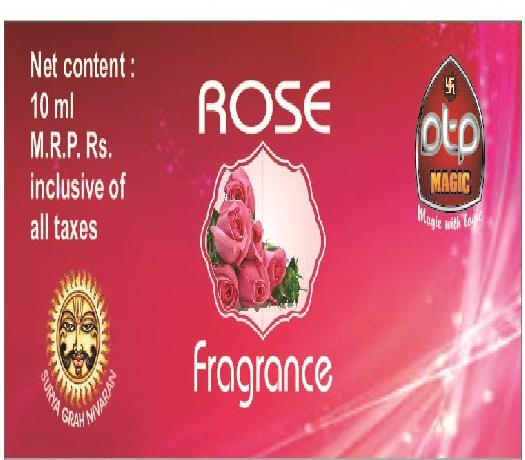 Net content :
10 ml
M.R.P. Rs.
inclusive of
all taxes
ROSE
Fragrance
OTP
MAGIC
Magic with Logic
SURYA GRAH NIVARAN